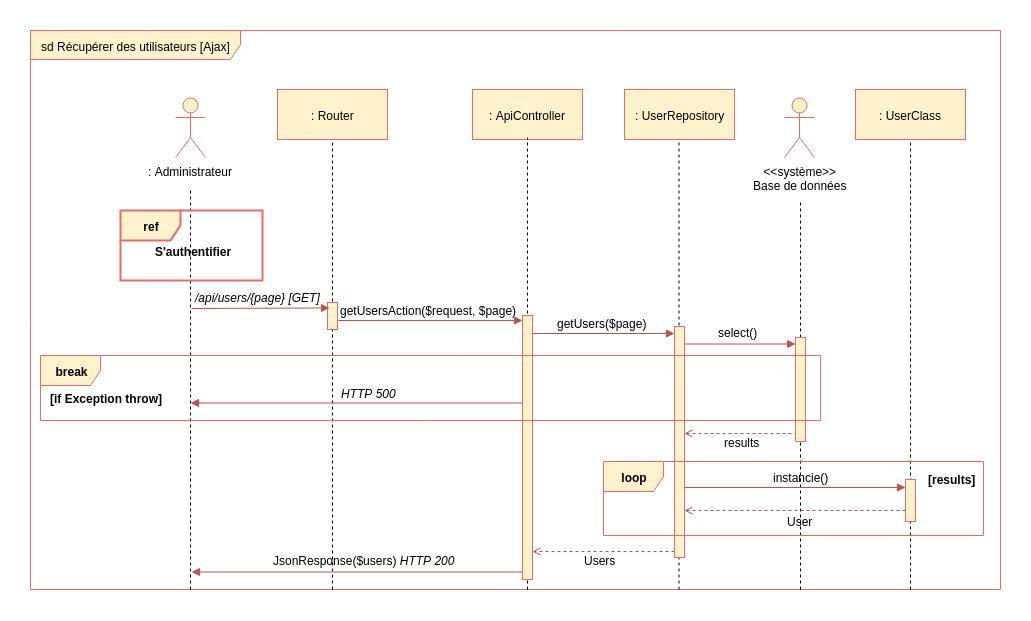 sd Récupérer des utilisateurs [Ajax]
: Router
: ApiController
: UserRepository
: UserClass
: Administrateur
<<système>>
Base de données
ref
S'authentifier
/api/users/{page} [GET]
getUsersAction($request, $page)
getUsers($page)
select()
break
[if Exception throw]
HTTP 500
results
loop
instancie()
[results]
User
Users
JsonResponse($users) HTTP 200